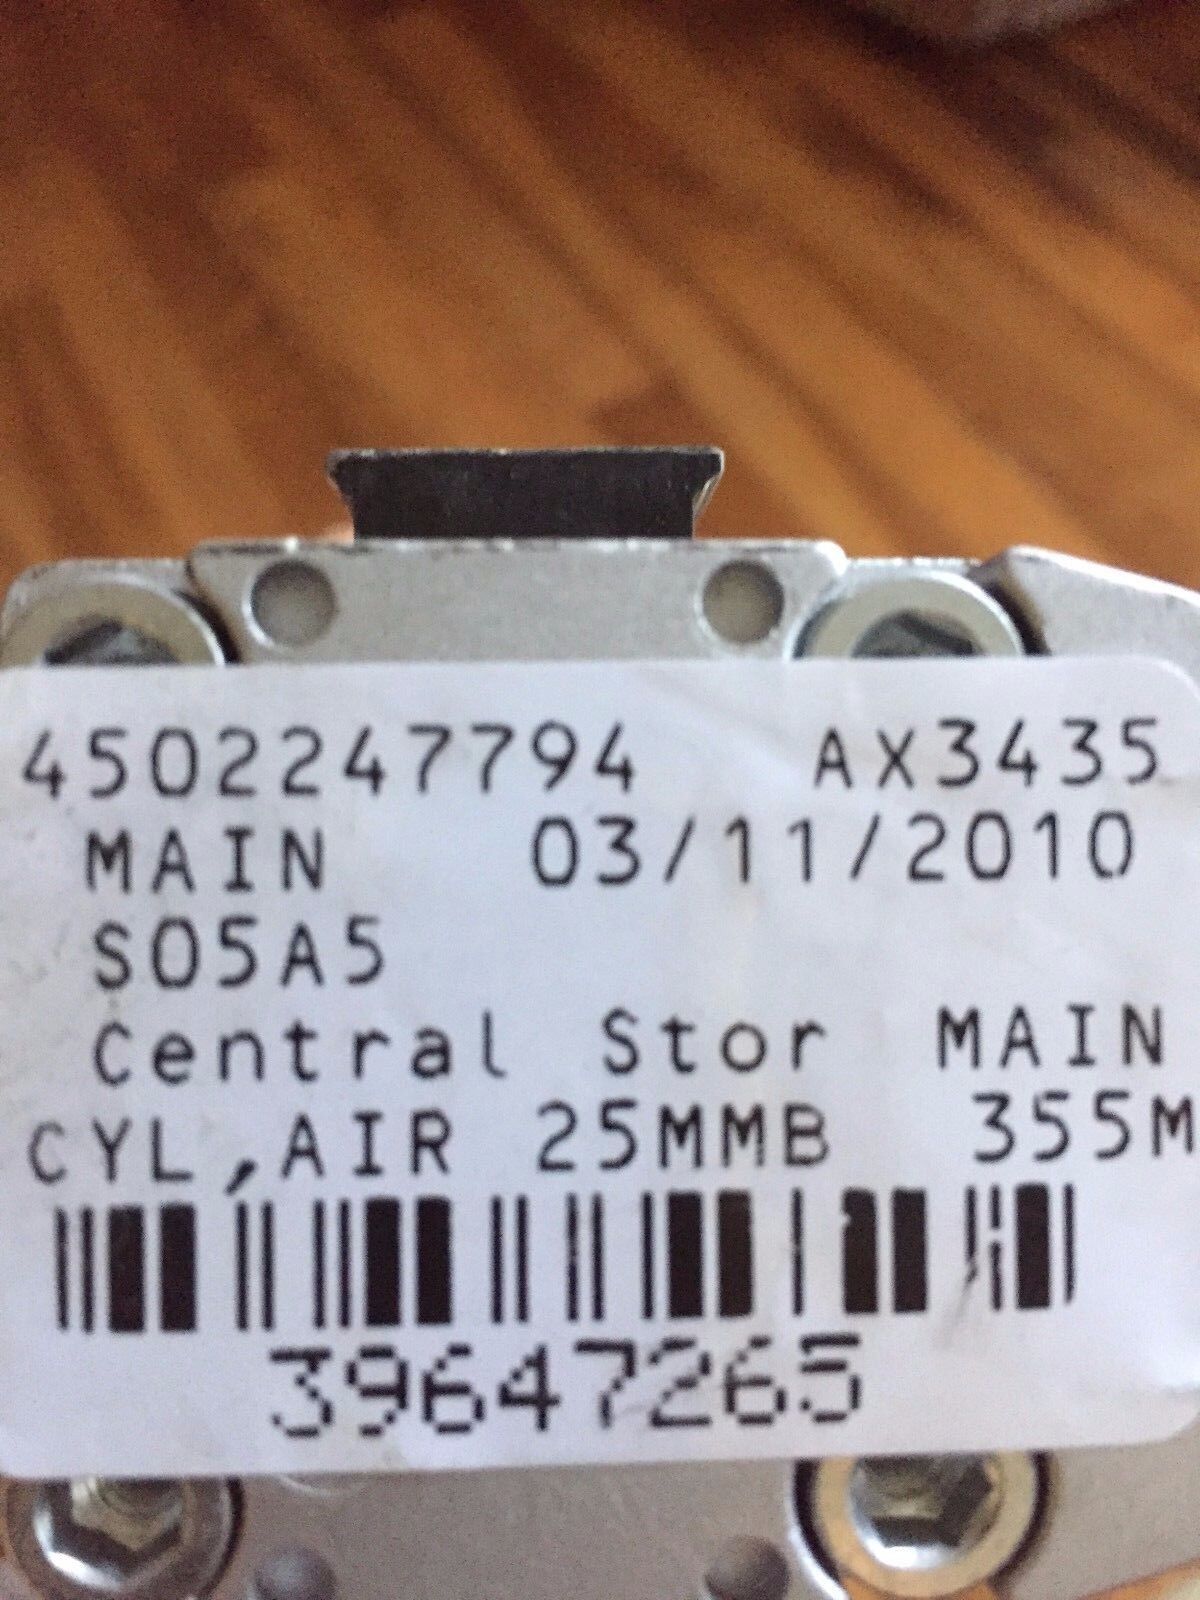 4502247794 AX3435
MAIN 03/11/2010
S05A5
Central Stor MAIN
CYL,AIR 25MMB 355M
39647265